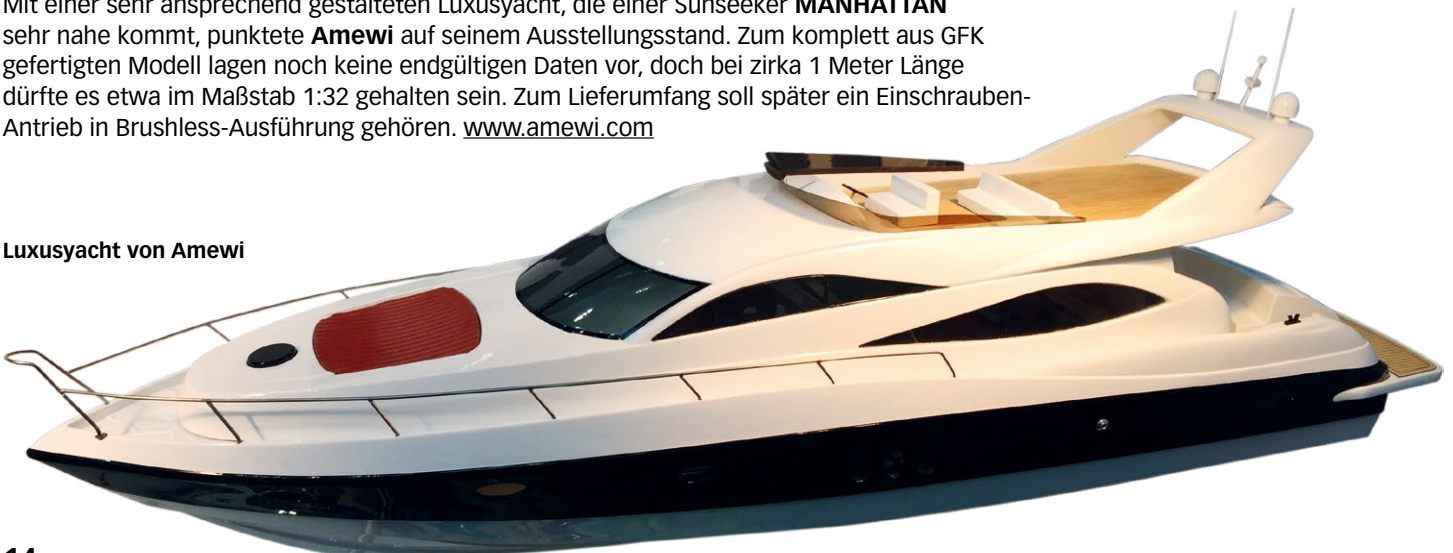 Mit einer sehr ansprechend gestalteten Luxusyacht, die einer Sunseeker MANHATTAN
sehr nahe kommt, punktete Amewi auf seinem Ausstellungsstand. Zum komplett aus GFK
gefertigten Modell lagen noch keine endgültigen Daten vor, doch bei zirka 1 Meter Länge
dürfte es etwa im Maßstab 1:32 gehalten sein. Zum Lieferumfang soll später ein Einschrauben-
Antrieb in Brushless-Ausführung gehören. www.amewi.com
Luxusyacht von Amewi